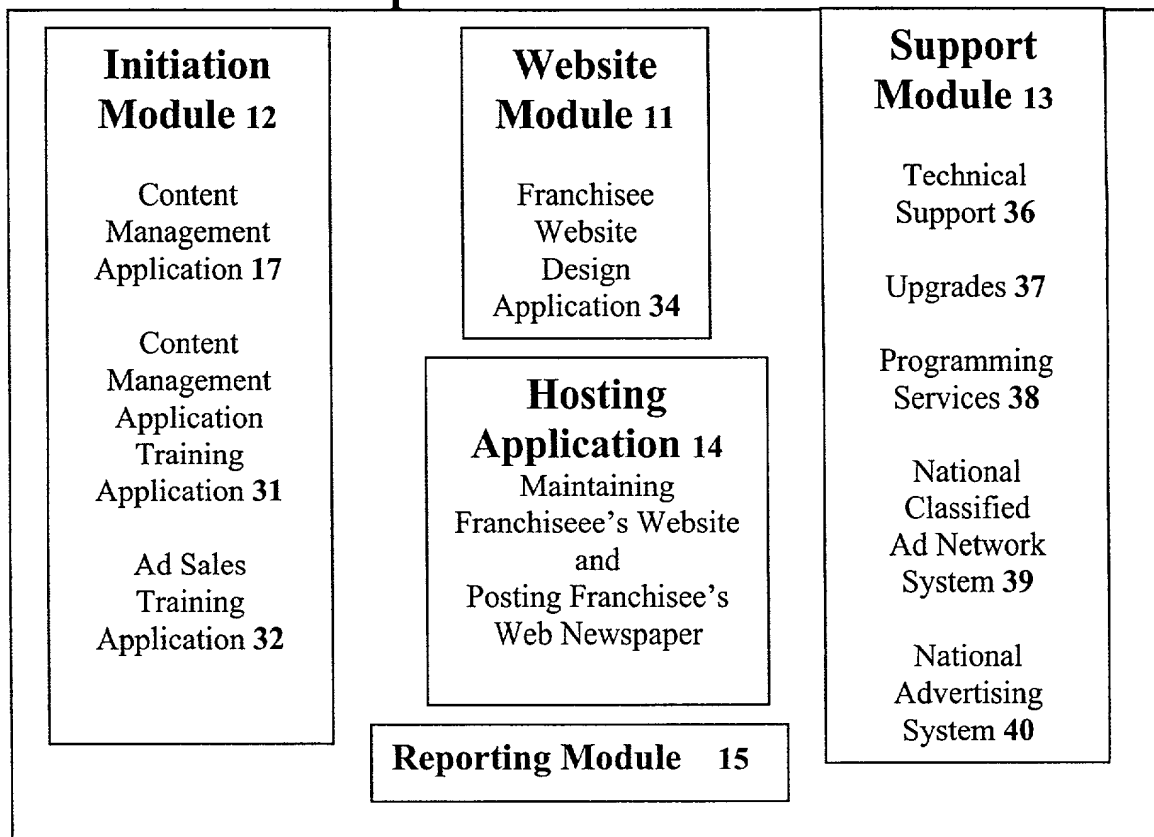 Initiation
Module 12
Content
Management
Application 17
Content
Management
Application
Training
Application 31
Ad Sales
Training
Application 32
Website
Module 11
Franchisee
Website
Design
Application 34
Hosting
Application 14
Maintaining
Franchiseee's Website
and
Posting Franchisee's
Web Newspaper
Reporting Module 15
Support
Module 13
Technical
Support 36
Upgrades 37
Programming
Services 38
National
Classified
Ad Network
System 39
National
Advertising
System 40